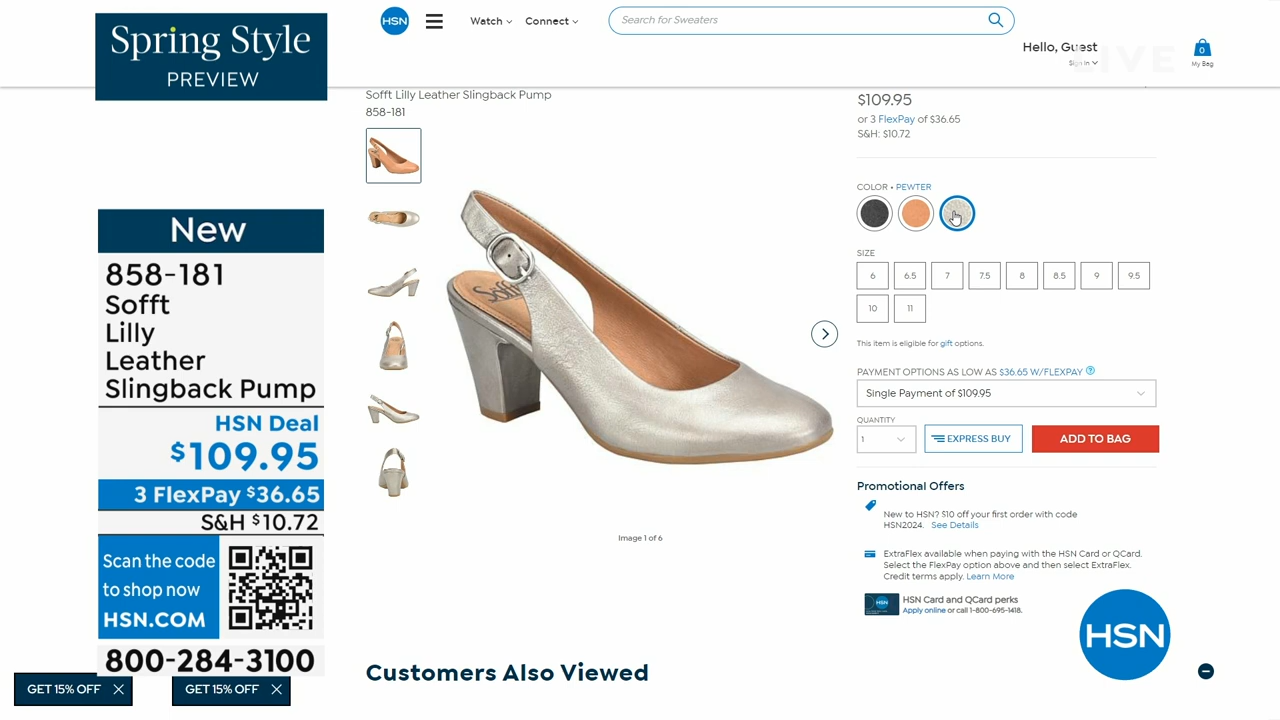 Spring Style
PREVIEW
HSN
Watch
Connect
Search for Sweaters
Hello, Guest
Sign In
LIVE
0
My Bag
New
858-181
Sofft
Lilly
Leather
Slingback Pump
HSN Deal
$109.95
3 FlexPay $36.65
S&H $10.72
Scan the code
to shop now
HSN.COM
800-284-3100
GET 15% OFF
GET 15% OFF
Sofft Lilly Leather Slingback Pump
858-181
Sofft
Image 1 of 6
$109.95
or 3 FlexPay of $36.65
S&H: $10.72
COLOR • PEWTER
SIZE
6 6.5 7 7.5 8 8.5 9 9.5
10 11
This item is eligible for gift options.
PAYMENT OPTIONS AS LOW AS $36.65 W/FLEXPAY ?
Single Payment of $109.95
QUANTITY
1
EXPRESS BUY
ADD TO BAG
Promotional Offers
New to HSN? $10 off your first order with code
HSN2024. See Details
ExtraFlex available when paying with the HSN Card or QCard.
Select the FlexPay option above and then select ExtraFlex.
Credit terms apply. Learn More
HSN
HSN Card and QCard perks
Apply online or call 1-800-695-1418.
HSN
Customers Also Viewed